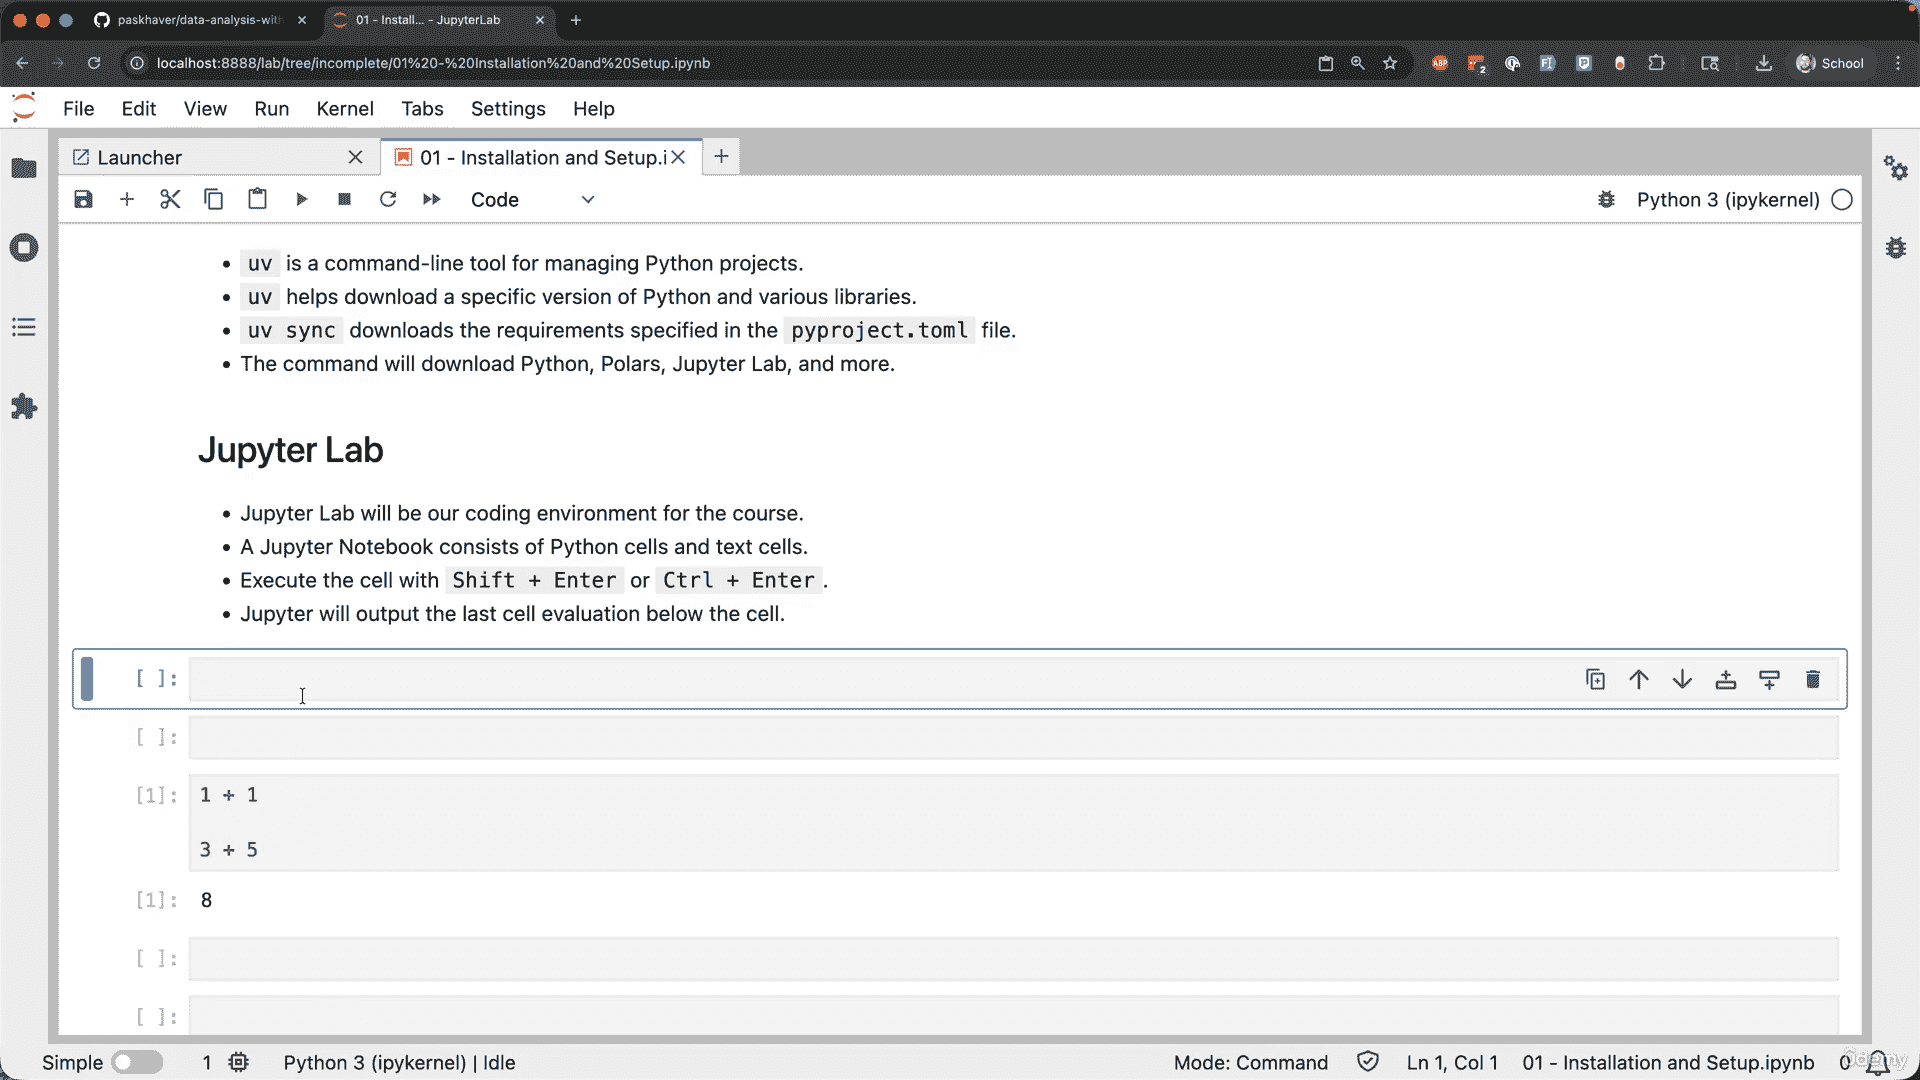 paskhaver/data-analysis-with
01 - Install... - JupyterLab
localhost:8888/lab/tree/incomplete/01%20-%20Installation%20and%20Setup.ipynb
ABP
2
School
File Edit View Run Kernel Tabs Settings Help
Launcher
01 - Installation and Setup.i
Code
Python 3 (ipykernel)
• uv is a command-line tool for managing Python projects.
• uv helps download a specific version of Python and various libraries.
• uv sync downloads the requirements specified in the pyproject.toml file.
• The command will download Python, Polars, Jupyter Lab, and more.
Jupyter Lab
• Jupyter Lab will be our coding environment for the course.
• A Jupyter Notebook consists of Python cells and text cells.
• Execute the cell with Shift + Enter or Ctrl + Enter.
• Jupyter will output the last cell evaluation below the cell.
[ ]:
[ ]:
[1]: 1 + 1
3 + 5
[1]: 8
[ ]:
[ ]:
Simple 1 Python 3 (ipykernel) | Idle Mode: Command Ln 1, Col 1 01 - Installation and Setup.ipynb 0
udemy